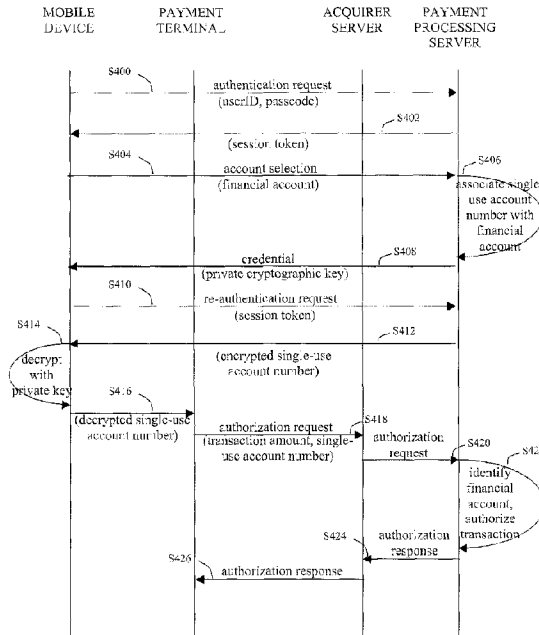 MOBILE DEVICE
PAYMENT TERMINAL
ACQUIRER SERVER
PAYMENT PROCESSING SERVER
S400
authentication request
(userID, passcode)
S402
(session token)
S404
account selection
(financial account)
S406
associate single-
use account
number with
financial
account
S408
credential
(private cryptographic key)
S410
re-authentication request
(session token)
S412
S414
(encrypted single-use
account number)
decrypt
with
private key
S416
(decrypted single-use
account number)
authorization request
(transaction amount, single-
use account number)
S418
authorization
request
S420
S42
identify
financial
account,
authorize
transaction
S424
authorization
response
S426
authorization response